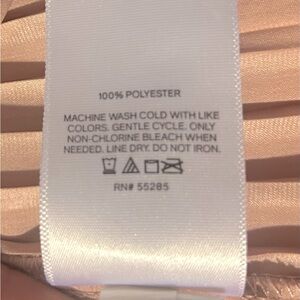 100% POLYESTER
MACHINE WASH COLD WITH LIKE
COLORS. GENTLE CYCLE. ONLY
NON-CHLORINE BLEACH WHEN
NEEDED. LINE DRY. DO NOT IRON.
RN# 55285